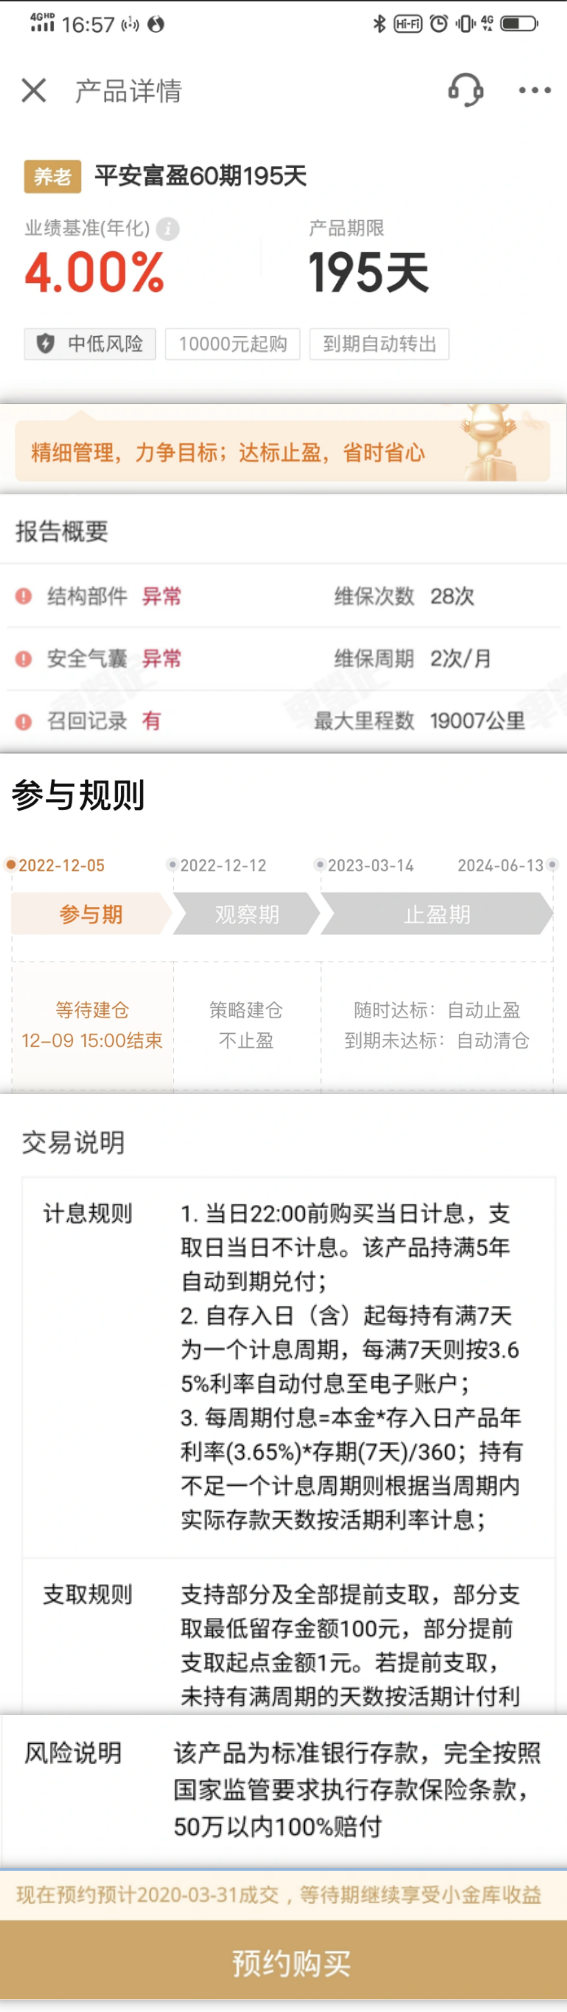 4GHD 16:57 Hi-Fi 4G
产品详情
养老 平安富盈60期195天
业绩基准(年化) i 产品期限
4.00% 195天
中低风险 10000元起购 到期自动转出
精细管理，力争目标；达标止盈，省时省心
报告概要
结构部件 异常 维保次数 28次
安全气囊 异常 维保周期 2次/月
召回记录 有 最大里程数 19007公里
参与规则
2022-12-05 2022-12-12 2023-03-14 2024-06-13
参与期 观察期 止盈期
等待建仓 策略建仓 随时达标：自动止盈
12-09 15:00结束 不止盈 到期未达标：自动清仓
交易说明
计息规则 1. 当日22:00前购买当日计息，支
取日当日不计息。该产品持满5年
自动到期兑付；
2. 自存入日（含）起每持有满7天
为一个计息周期，每满7天则按3.6
5%利率自动付息至电子账户；
3. 每周期付息=本金*存入日产品年
利率(3.65%)*存期(7天)/360；持有
不足一个计息周期则根据当周期内
实际存款天数按活期利率计息；
支取规则 支持部分及全部提前支取，部分支
取最低留存金额100元，部分提前
支取起点金额1元。若提前支取，
未持有满周期的天数按活期计付利
风险说明 该产品为标准银行存款，完全按照
国家监管要求执行存款保险条款，
50万以内100%赔付
现在预约预计2020-03-31成交，等待期继续享受小金库收益
预约购买